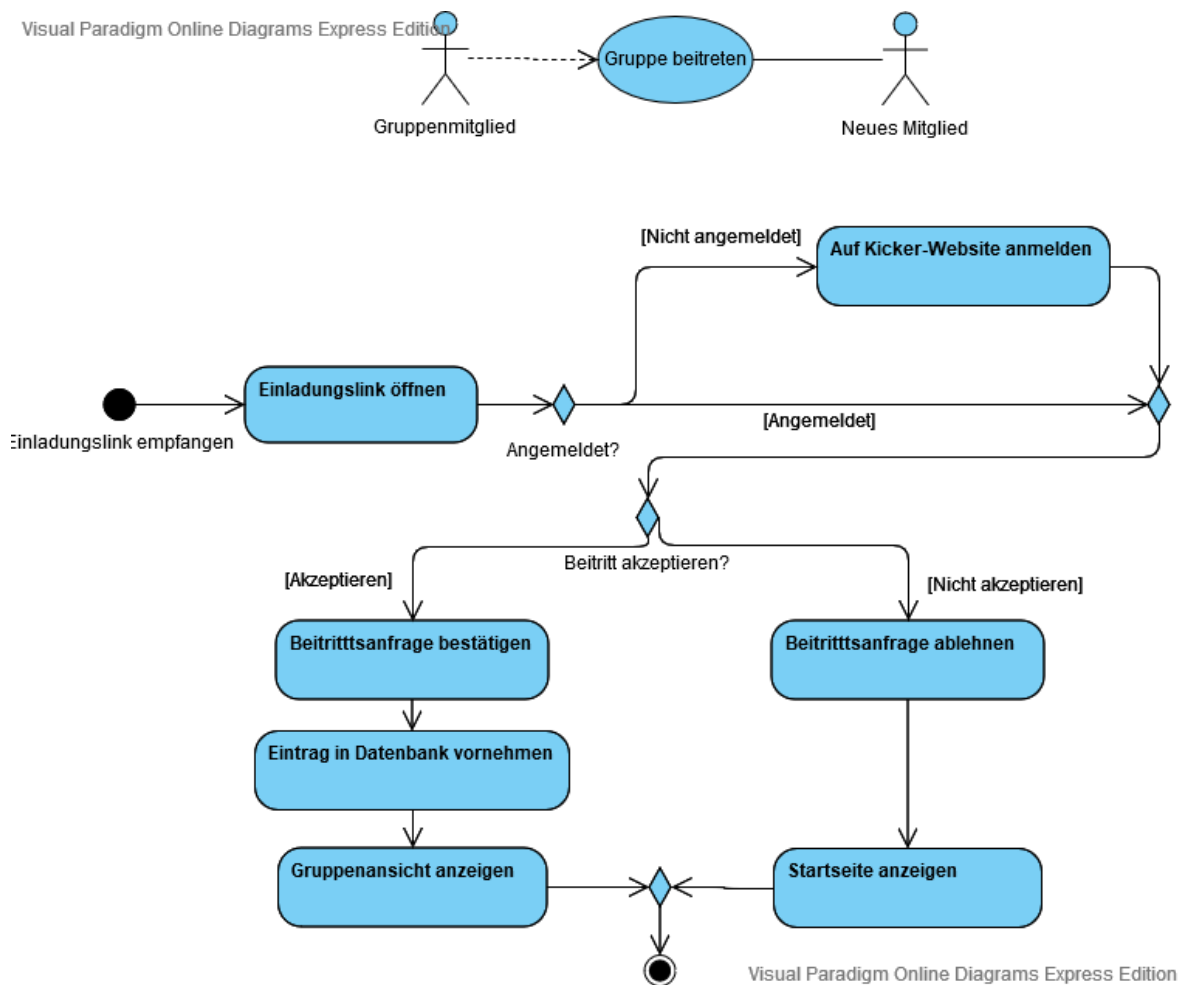 Visual Paradigm Online Diagrams Express Edition
Gruppe beitreten
Gruppenmitglied
Neues Mitglied
[Nicht angemeldet]
Auf Kicker-Website anmelden
Einladungslink öffnen
[Angemeldet]
Einladungslink empfangen
Angemeldet?
Beitritt akzeptieren?
[Akzeptieren]
[Nicht akzeptieren]
Beitritttsanfrage bestätigen
Beitritttsanfrage ablehnen
Eintrag in Datenbank vornehmen
Gruppenansicht anzeigen
Startseite anzeigen
Visual Paradigm Online Diagrams Express Edition